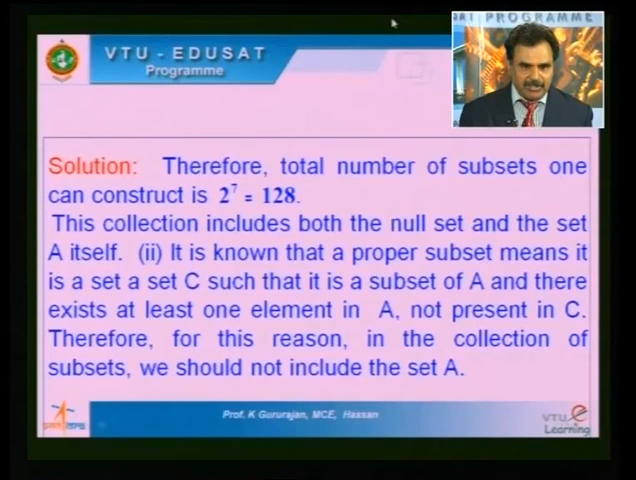 VTU - EDUSAT
Programme
PROGRAMME
Solution: Therefore, total number of subsets one
can construct is 2⁷ = 128.
This collection includes both the null set and the set
A itself. (ii) It is known that a proper subset means it
is a set a set C such that it is a subset of A and there
exists at least one element in A, not present in C.
Therefore, for this reason, in the collection of
subsets, we should not include the set A.
Prof. K Gururajan, MCE, Hassan
VTU e
Learning